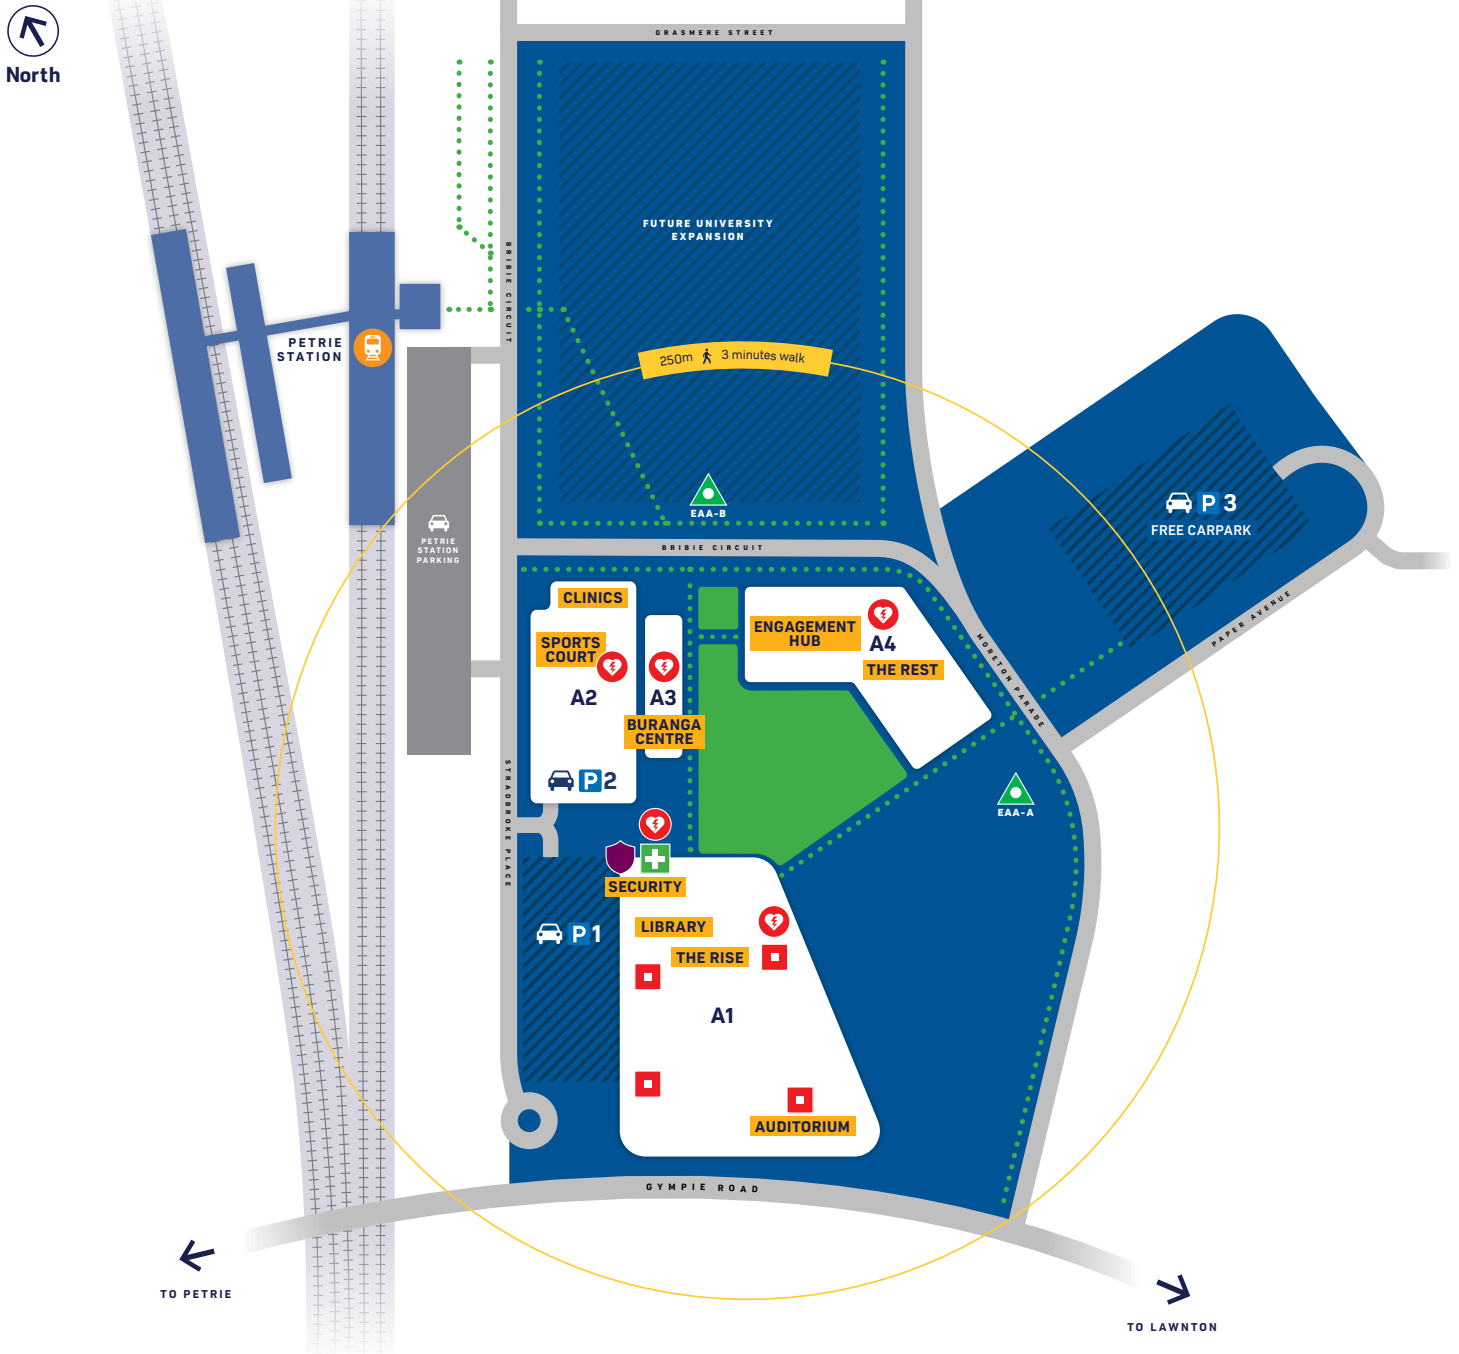 North
GRASMERE STREET
FUTURE UNIVERSITY
EXPANSION
BRIBIE CIRCUIT
PETRIE
STATION
250m 3 minutes walk
EAA-B
PETRIE
STATION
PARKING
BRIBIE CIRCUIT
P 3
FREE CARPARK
PAPER AVENUE
MORETON PARADE
CLINICS
SPORTS
COURT
A2
P 2
A3
BURANGA
CENTRE
ENGAGEMENT
HUB
A4
THE REST
EAA-A
STRADBROKE PLACE
SECURITY
P 1
LIBRARY
THE RISE
A1
AUDITORIUM
GYMPIE ROAD
TO PETRIE
TO LAWNTON